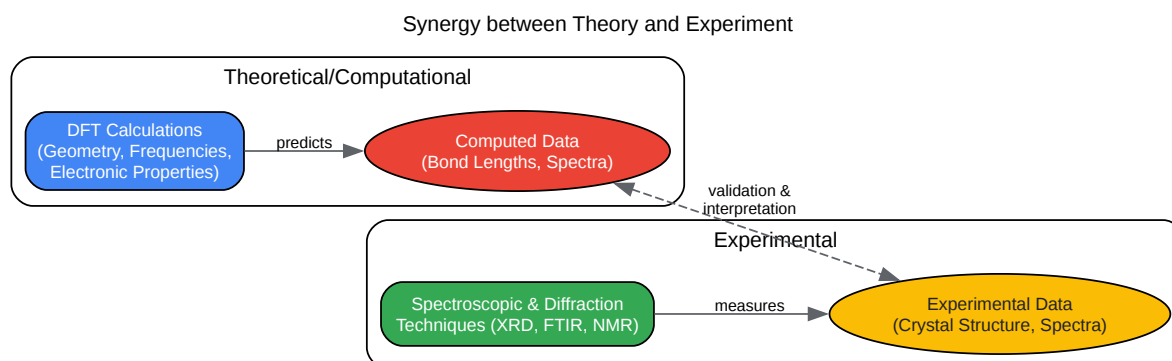 Synergy between Theory and Experiment
Theoretical/Computational
DFT Calculations
(Geometry, Frequencies,
Electronic Properties)
predicts
Computed Data
(Bond Lengths, Spectra)
validation &
interpretation
Experimental
Spectroscopic & Diffraction
Techniques (XRD, FTIR, NMR)
measures
Experimental Data
(Crystal Structure, Spectra)